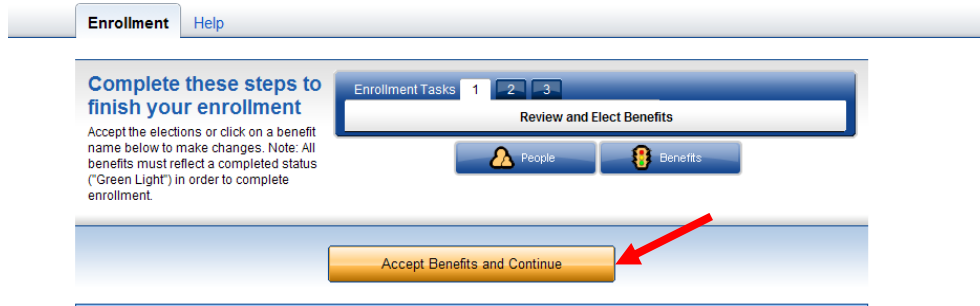 Enrollment Help
Complete these steps to
finish your enrollment
Accept the elections or click on a benefit
name below to make changes. Note: All
benefits must reflect a completed status
("Green Light") in order to complete
enrollment.
Enrollment Tasks 1 2 3
Review and Elect Benefits
People Benefits
Accept Benefits and Continue